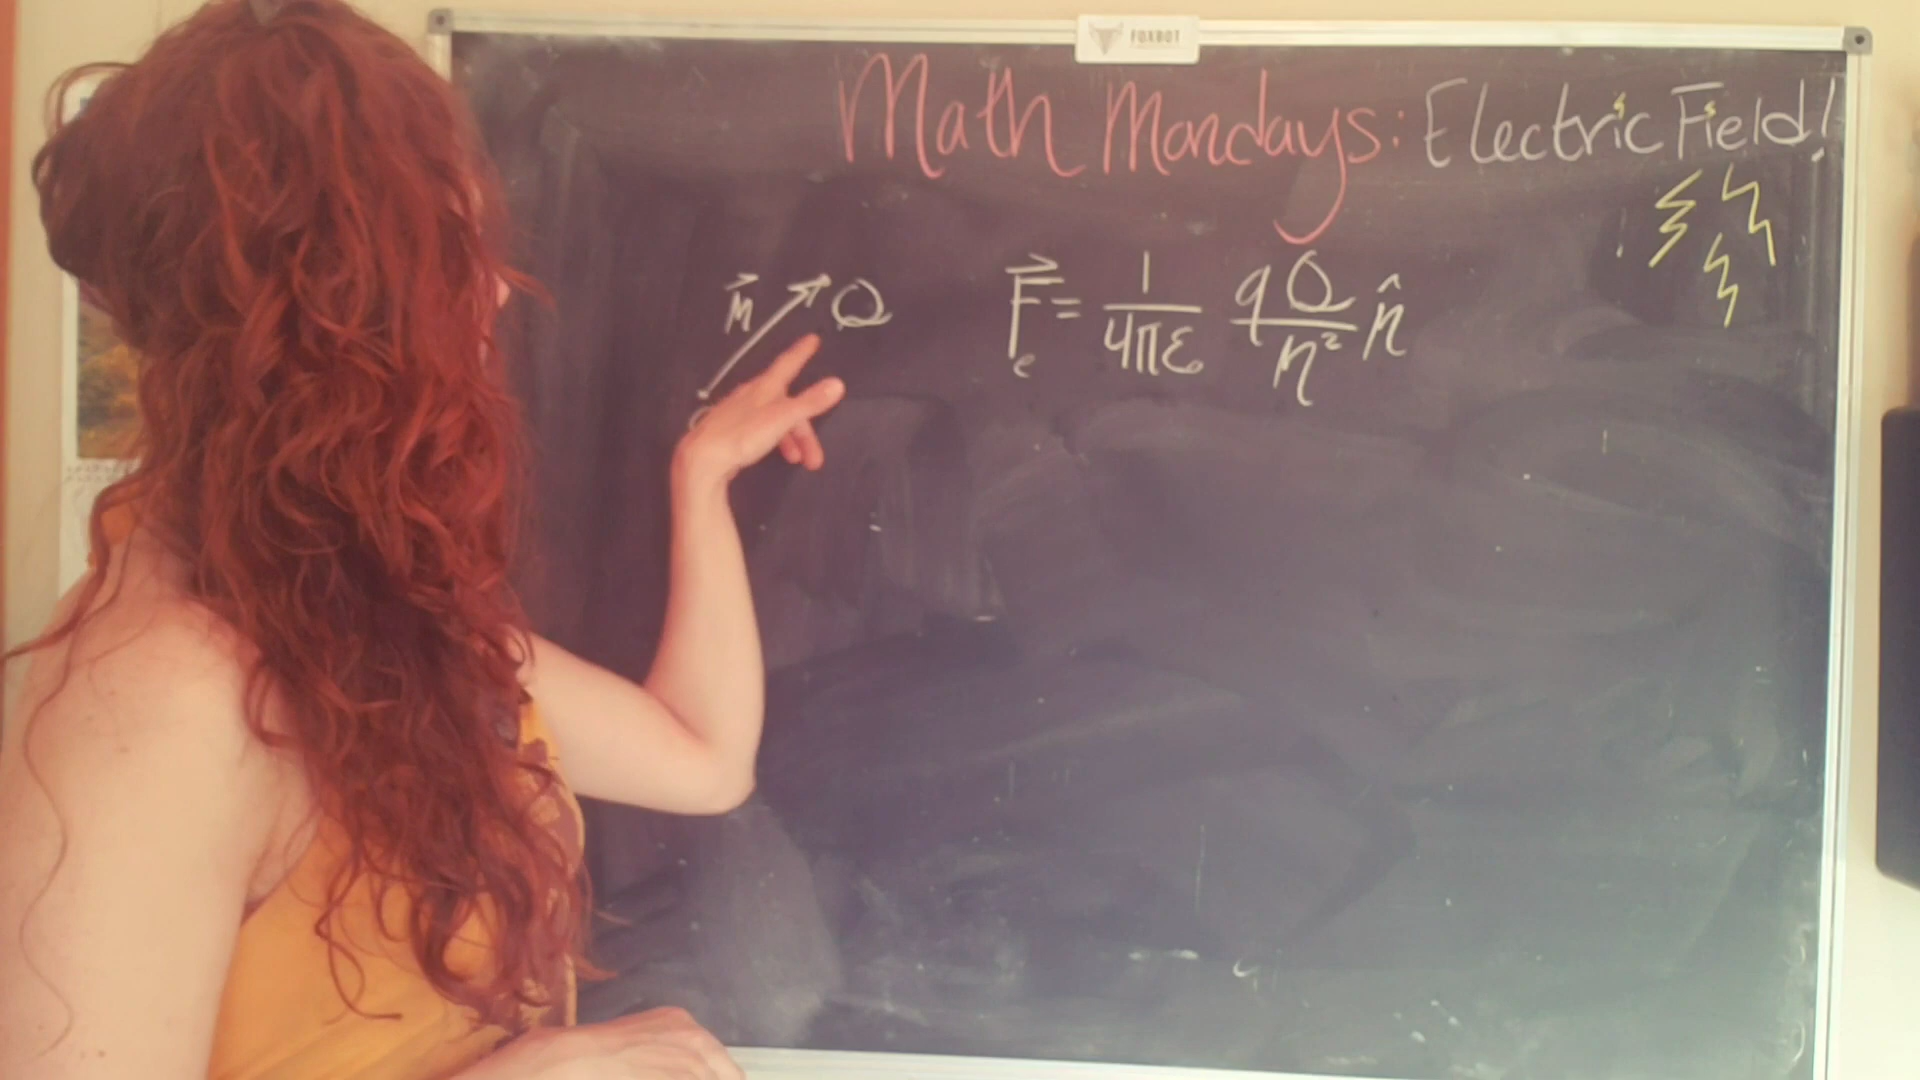 FOXBOT
Math Mondays: Electric Field!
r⃗ Q
F⃗e = 1/4πε₀ qQ/r² r̂